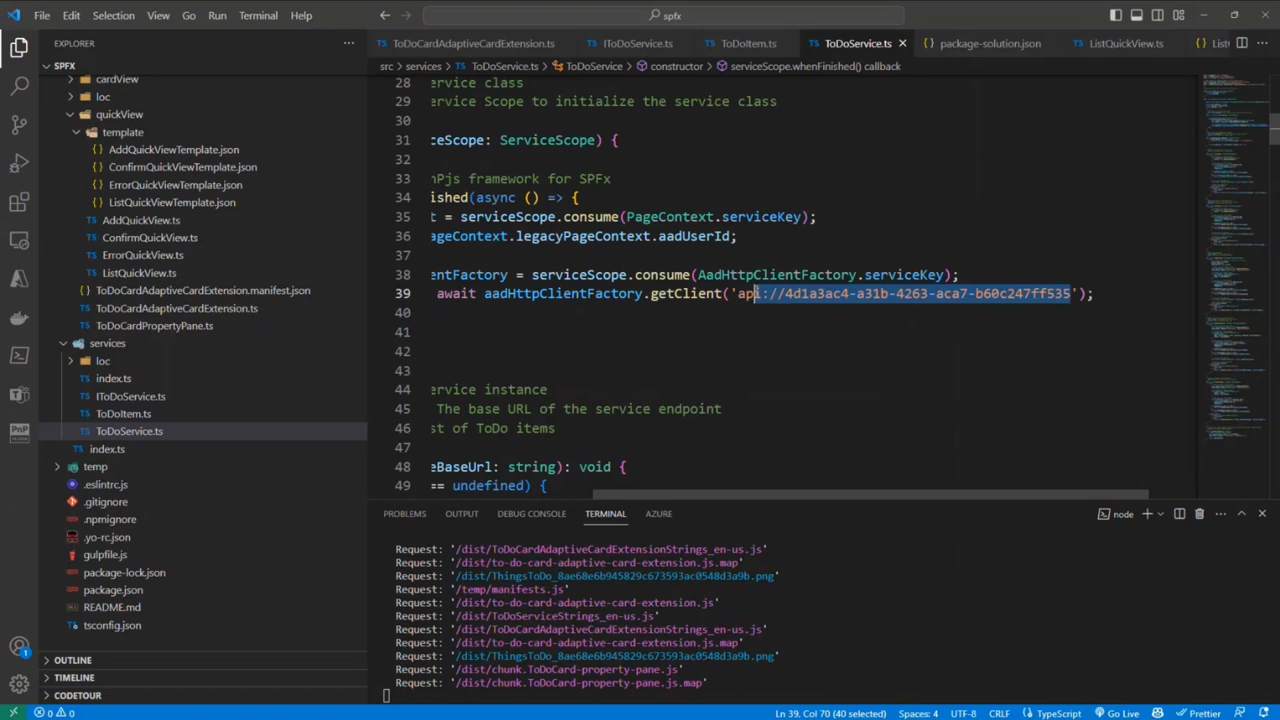 File Edit Selection View Go Run Terminal Help
spfx
EXPLORER
ToDoCardAdaptiveCardExtension.ts IToDoService.ts ToDoItem.ts ToDoService.ts package-solution.json ListQuickView.ts List
SPFX
src > services > ToDoService.ts > ToDoService > constructor > serviceScope.whenFinished() callback
cardView
loc
quickView
template
AddQuickViewTemplate.json
ConfirmQuickViewTemplate.json
ErrorQuickViewTemplate.json
ListQuickViewTemplate.json
AddQuickView.ts
ConfirmQuickView.ts
ErrorQuickView.ts
ListQuickView.ts
ToDoCardAdaptiveCardExtension.manifest.json
ToDoCardAdaptiveCardExtension.ts
ToDoCardPropertyPane.ts
services
loc
index.ts
IToDoService.ts
ToDoItem.ts
ToDoService.ts
index.ts
temp
.eslintrc.js
.gitignore
.npmignore
.yo-rc.json
gulpfile.js
package-lock.json
package.json
README.md
tsconfig.json
OUTLINE
TIMELINE
CODETOUR
28 ervice class
29 ervice Scope to initialize the service class
30
31 ceScope: ServiceScope) {
32
33 nPjs framework for SPFx
34 ished(async () => {
35 t = serviceScope.consume(PageContext.serviceKey);
36 ageContext.legacyPageContext.aadUserId;
37
38 entFactory = serviceScope.consume(AadHttpClientFactory.serviceKey);
39 await aadHttpClientFactory.getClient('api://4d1a3ac4-a31b-4263-aca7-b60c247ff535');
40
41
42
43
44 ervice instance
45 The base URL of the service endpoint
46 st of ToDo items
47
48 eBaseUrl: string): void {
49 == undefined) {
PROBLEMS OUTPUT DEBUG CONSOLE TERMINAL AZURE
node
Request: '/dist/ToDoCardAdaptiveCardExtensionStrings_en-us.js'
Request: '/dist/to-do-card-adaptive-card-extension.js.map'
Request: '/dist/ThingsToDo_8ae68e6b945829c673593ac0548d3a9b.png'
Request: '/temp/manifests.js'
Request: '/dist/to-do-card-adaptive-card-extension.js'
Request: '/dist/ToDoServiceStrings_en-us.js'
Request: '/dist/ToDoCardAdaptiveCardExtensionStrings_en-us.js'
Request: '/dist/to-do-card-adaptive-card-extension.js.map'
Request: '/dist/ThingsToDo_8ae68e6b945829c673593ac0548d3a9b.png'
Request: '/dist/chunk.ToDoCard-property-pane.js'
Request: '/dist/chunk.ToDoCard-property-pane.js.map'
0 0
Ln 39, Col 70 (40 selected) Spaces: 4 UTF-8 CRLF TypeScript Go Live Prettier